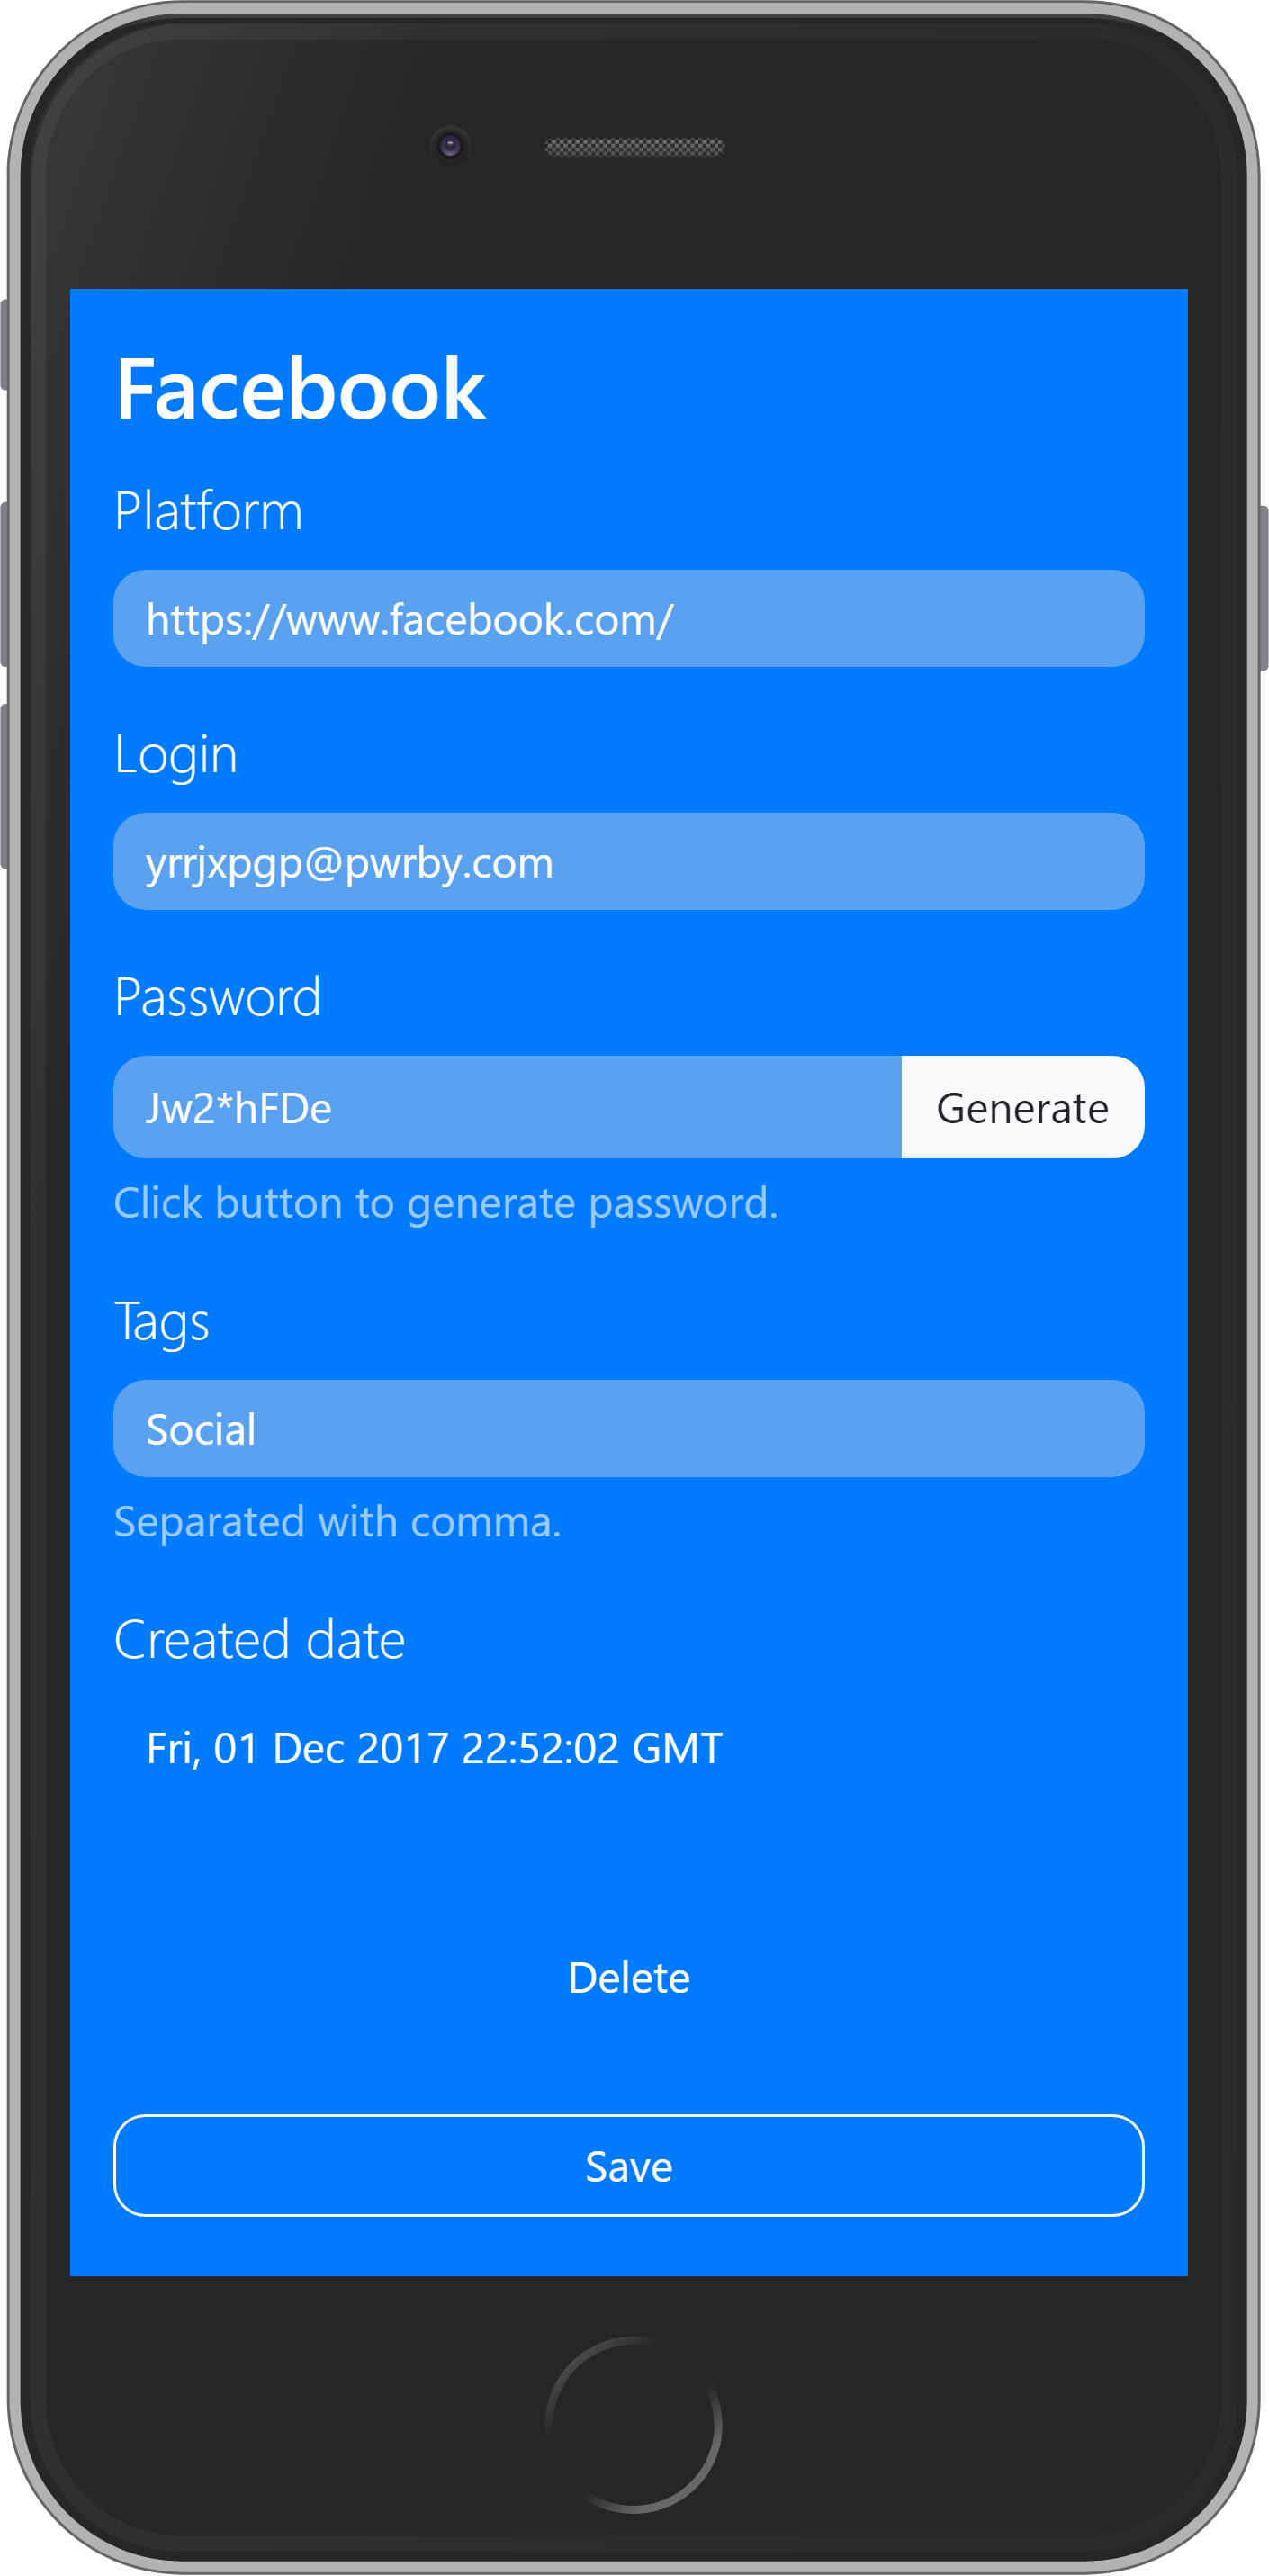 Facebook
Platform
https://www.facebook.com/
Login
yrrjxpgp@pwrby.com
Password
Jw2*hFDe
Generate
Click button to generate password.
Tags
Social
Separated with comma.
Created date
Fri, 01 Dec 2017 22:52:02 GMT
Delete
Save